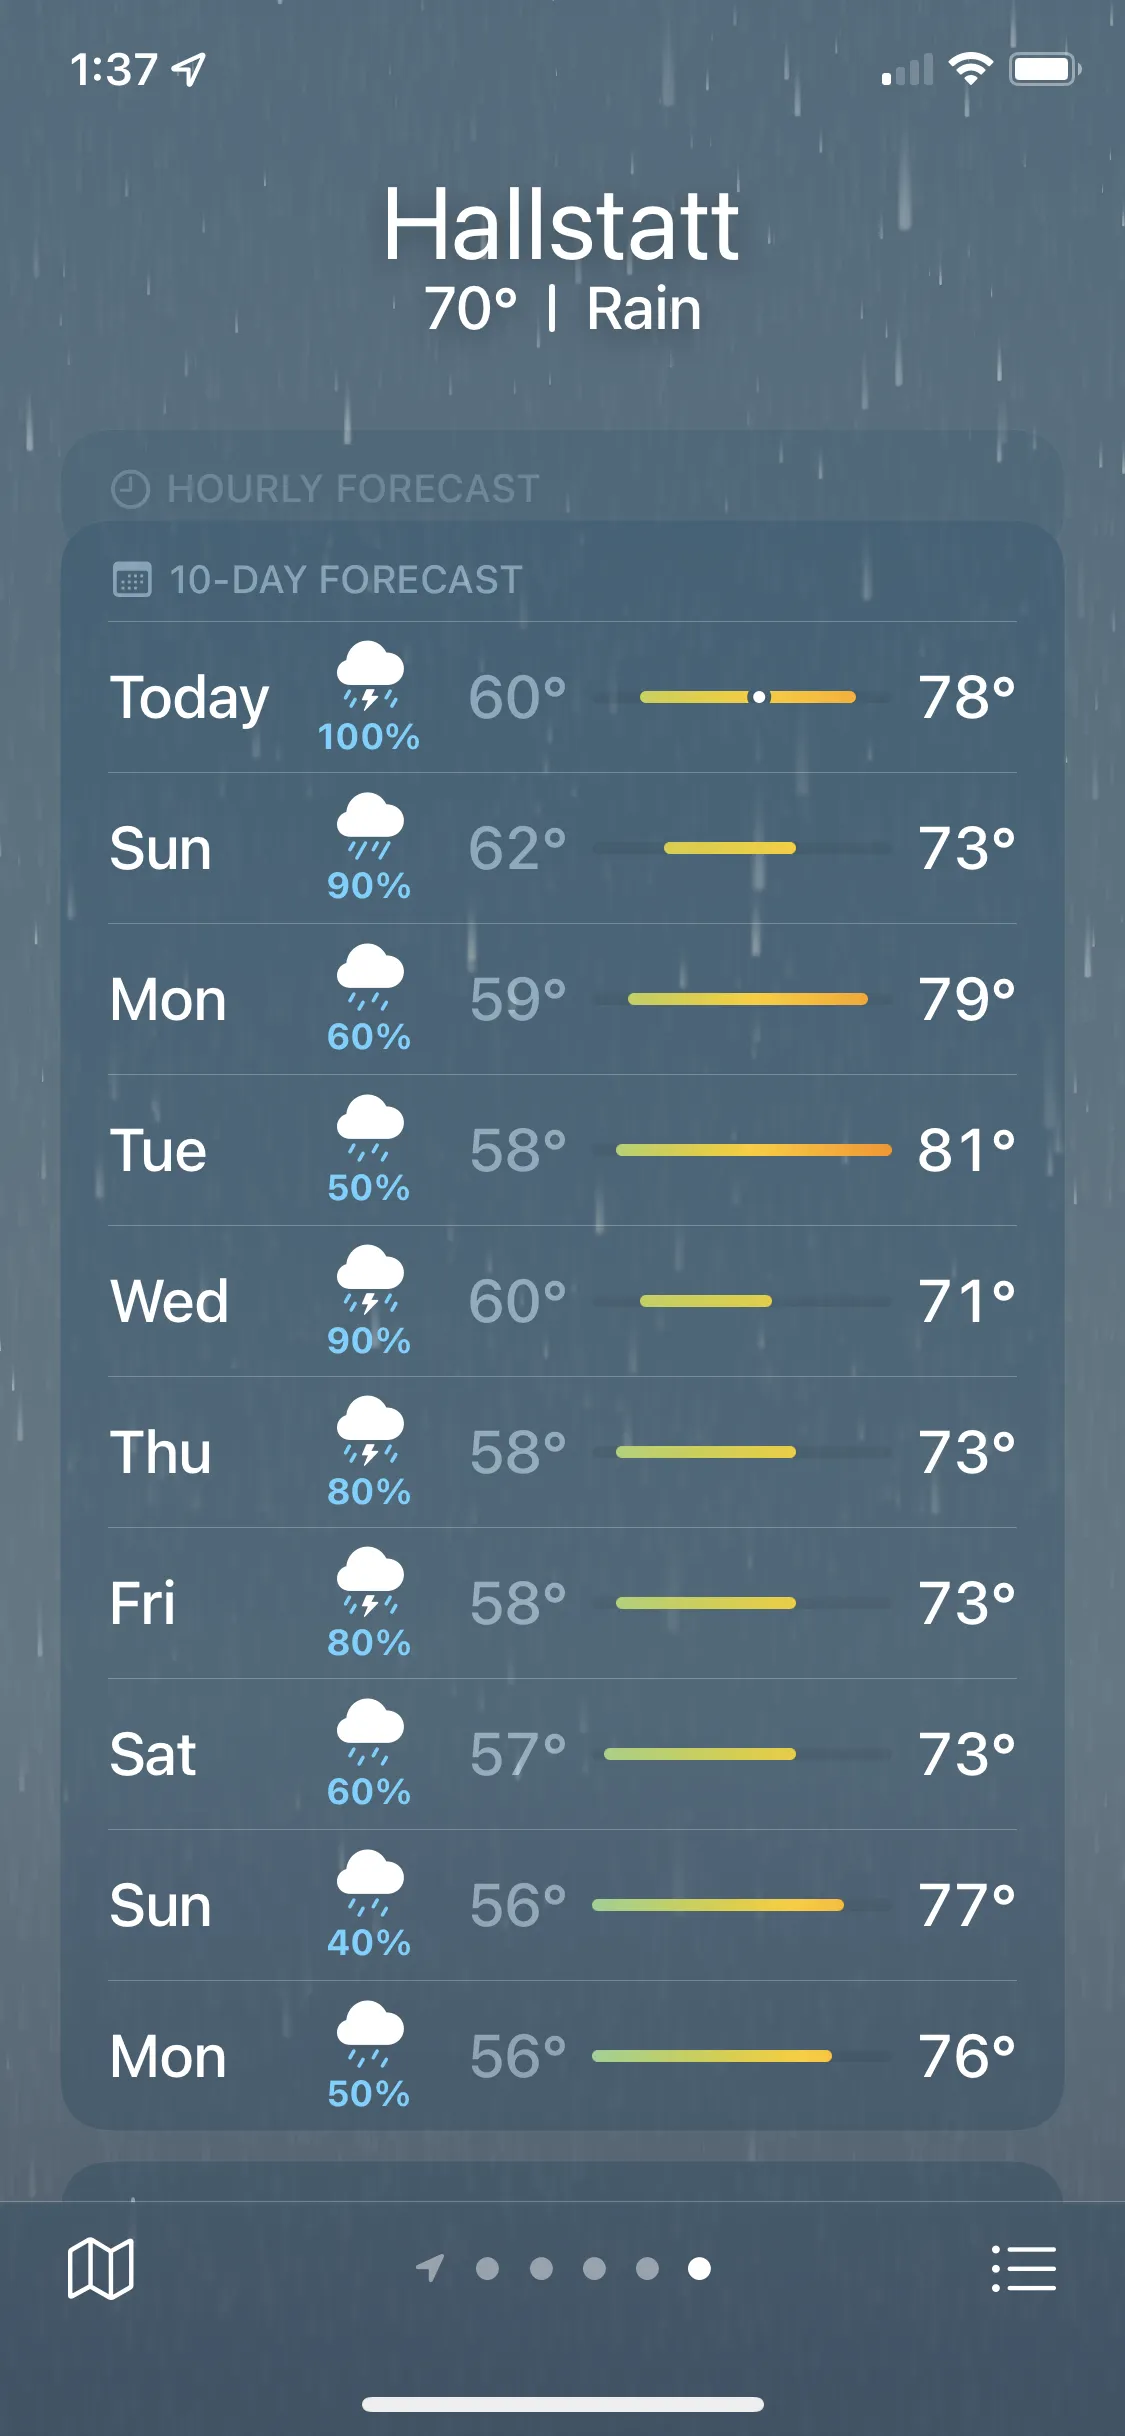 1:37
Hallstatt
70° | Rain
HOURLY FORECAST
10-DAY FORECAST
Today 100% 60° 78°
Sun 90% 62° 73°
Mon 60% 59° 79°
Tue 50% 58° 81°
Wed 90% 60° 71°
Thu 80% 58° 73°
Fri 80% 58° 73°
Sat 60% 57° 73°
Sun 40% 56° 77°
Mon 50% 56° 76°